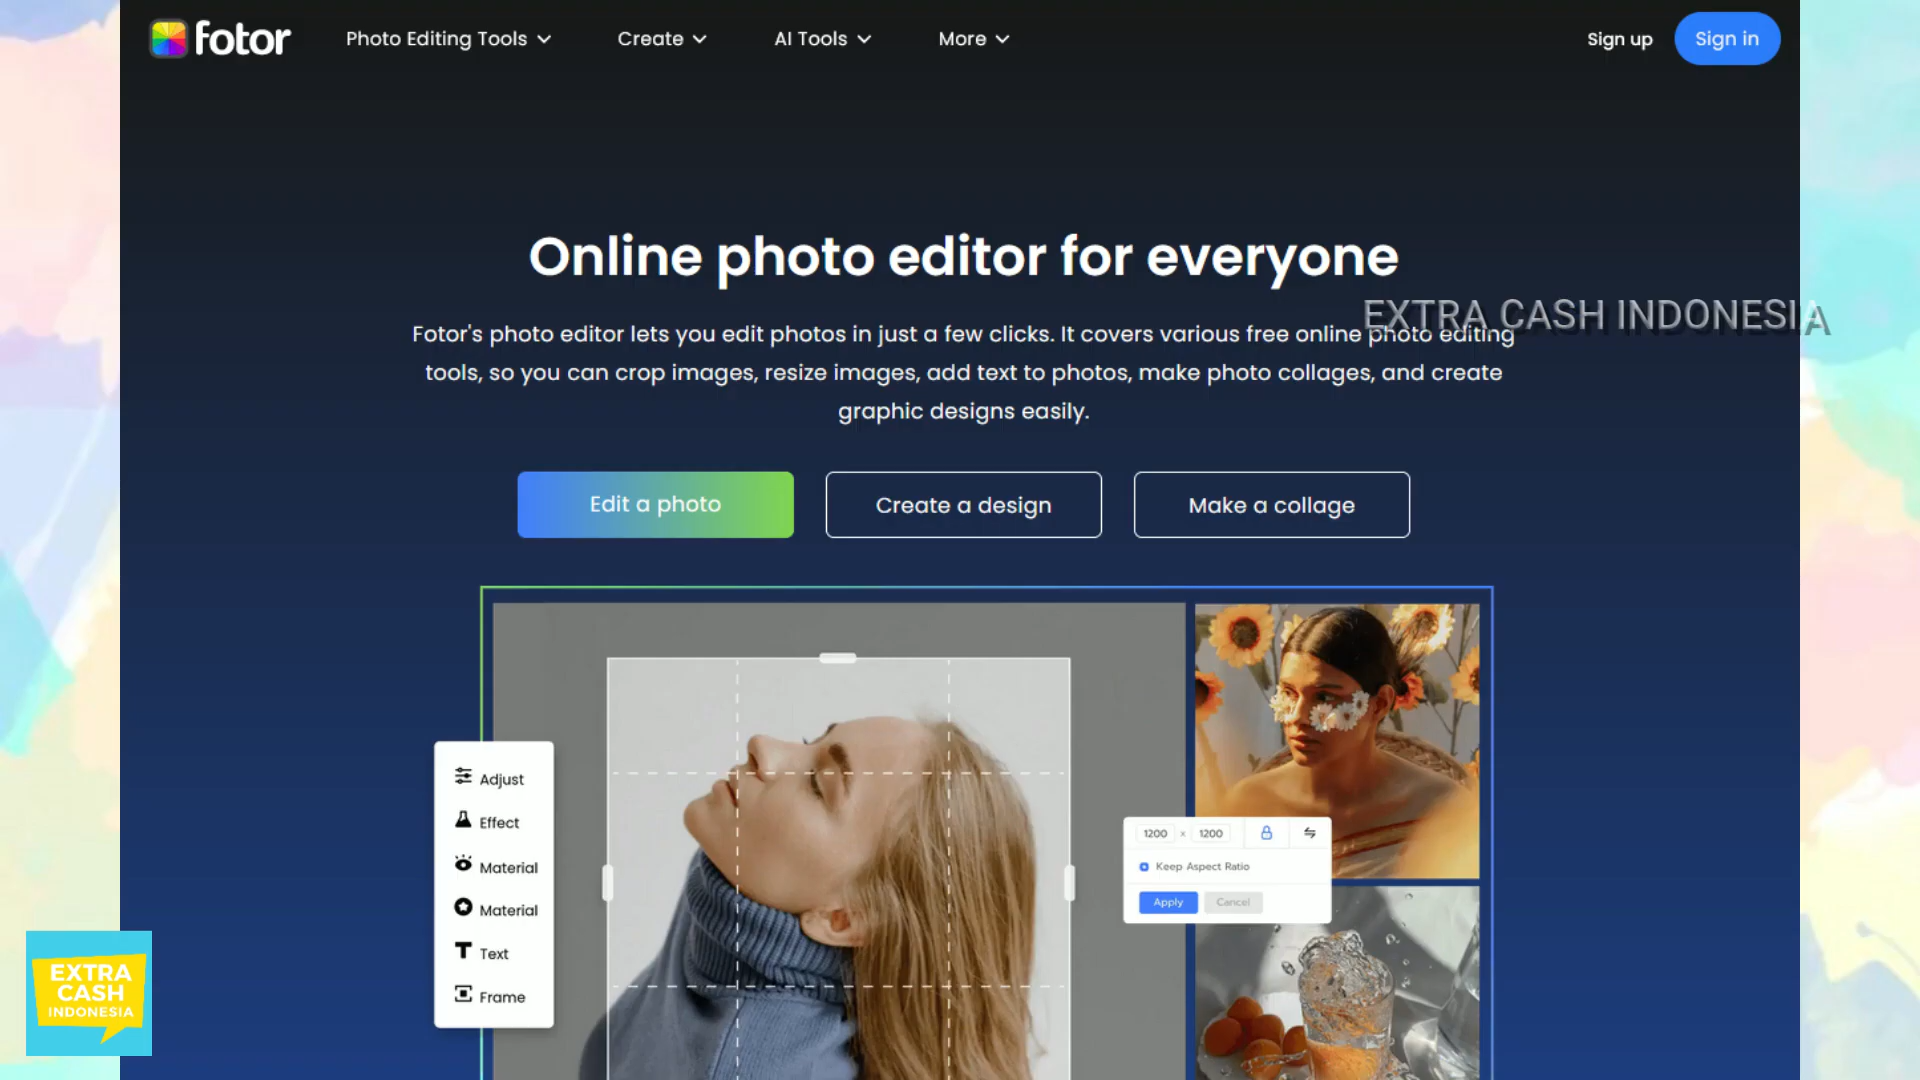 fotor
Photo Editing Tools
Create
AI Tools
More
Sign up
Sign in
Online photo editor for everyone
EXTRA CASH INDONESIA
Fotor's photo editor lets you edit photos in just a few clicks. It covers various free online photo editing
tools, so you can crop images, resize images, add text to photos, make photo collages, and create
graphic designs easily.
Edit a photo
Create a design
Make a collage
Adjust
Effect
Material
Material
Text
Frame
1200 × 1200
Keep Aspect Ratio
Apply
Cancel
EXTRA
CASH
INDONESIA